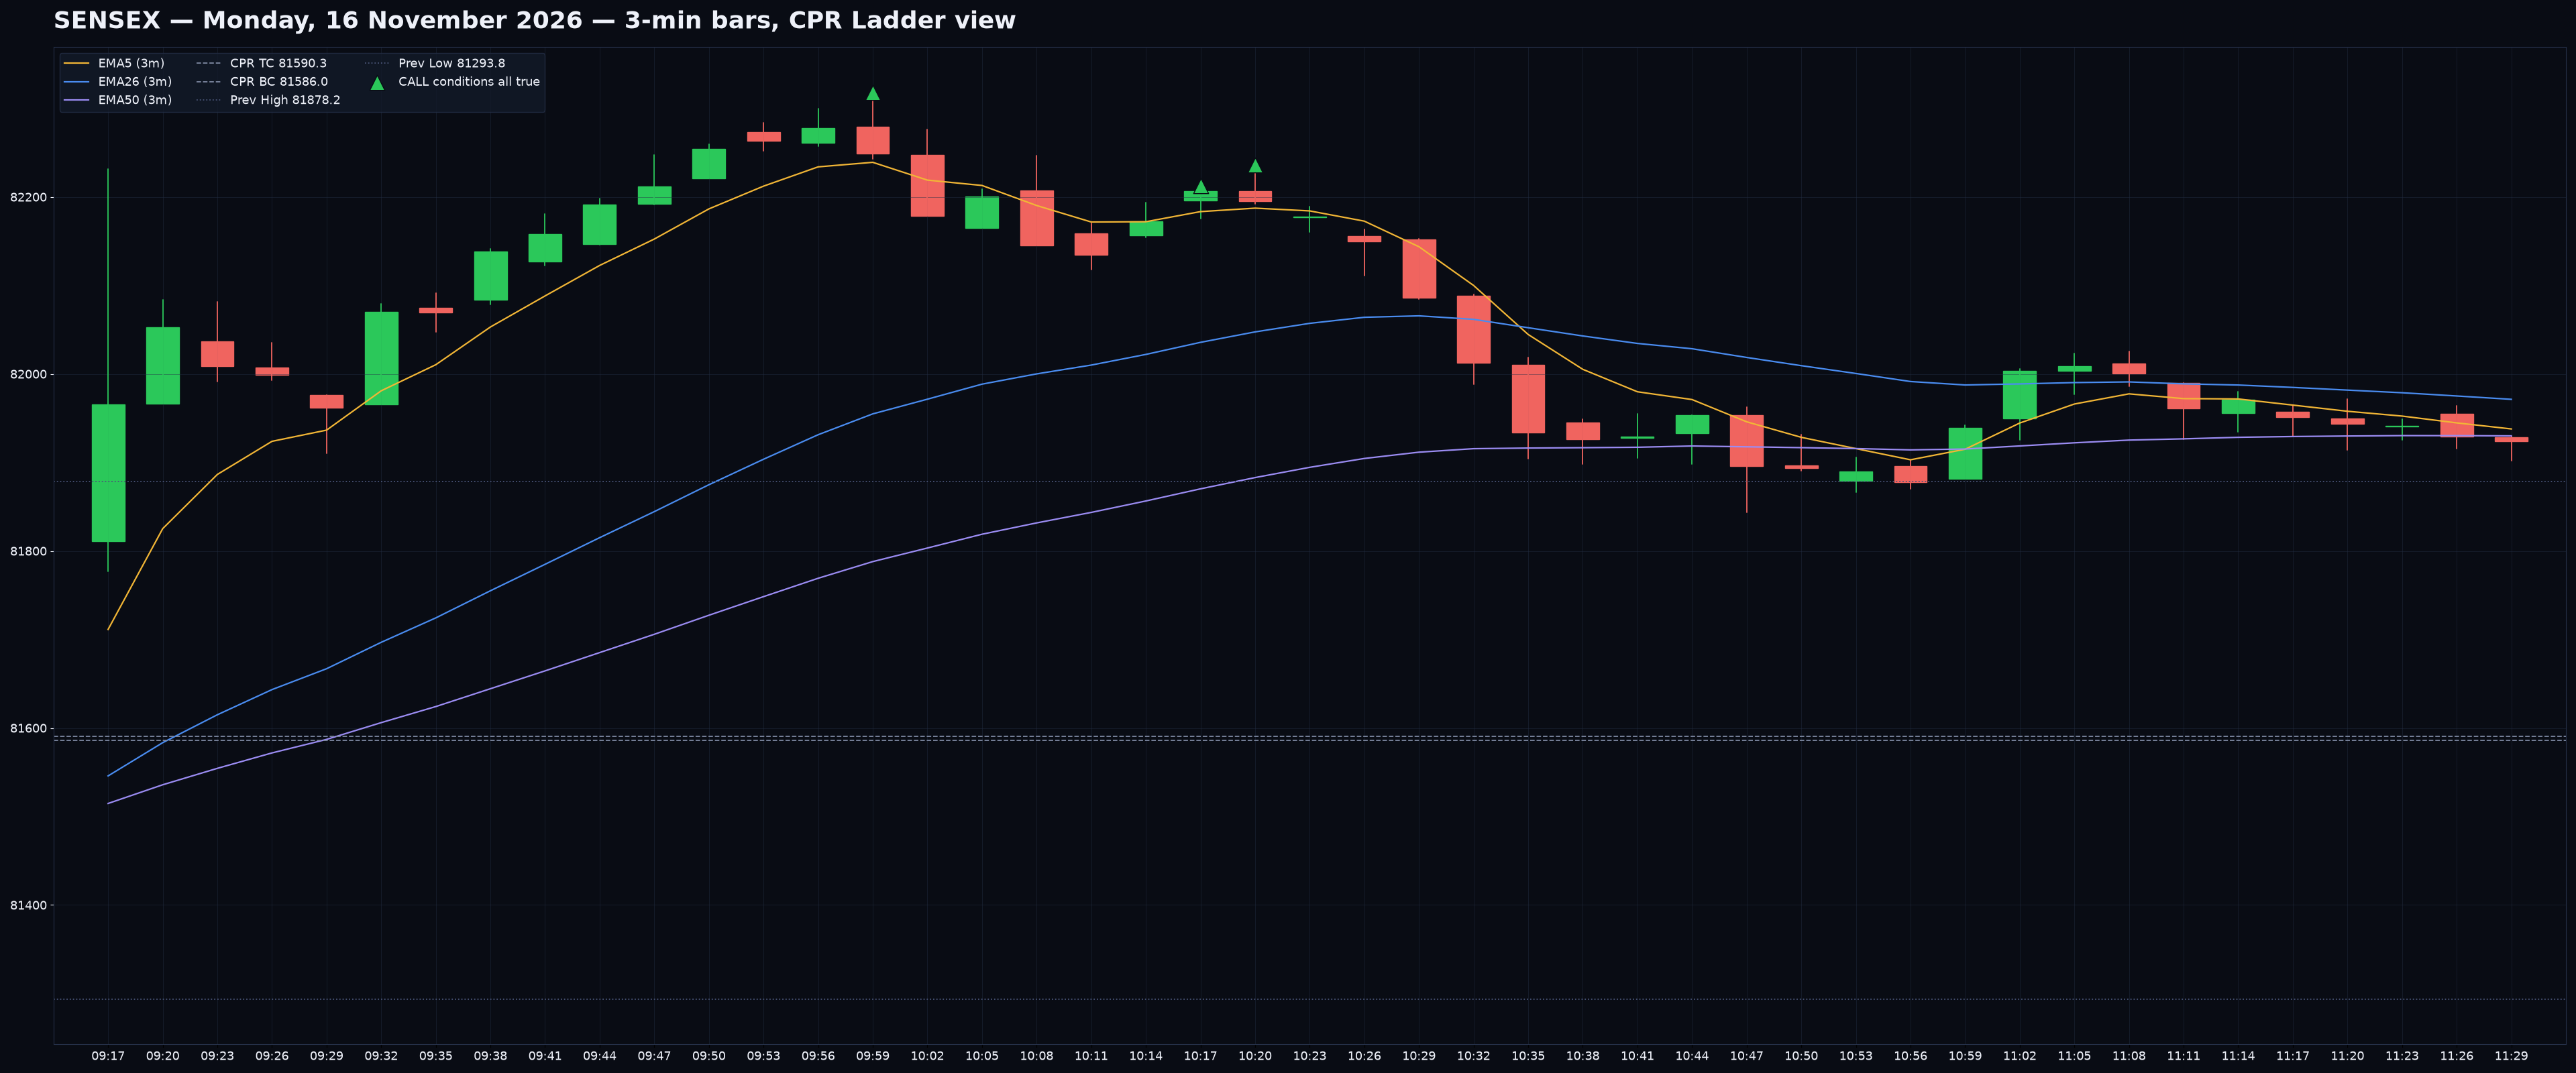 SENSEX — Monday, 16 November 2026 — 3-min bars, CPR Ladder view
EMA5 (3m)
EMA26 (3m)
EMA50 (3m)
CPR TC 81590.3
CPR BC 81586.0
Prev High 81878.2
Prev Low 81293.8
CALL conditions all true
82200
82000
81800
81600
81400
09:17 09:20 09:23 09:26 09:29 09:32 09:35 09:38 09:41 09:44 09:47 09:50 09:53 09:56 09:59 10:02 10:05 10:08 10:11 10:14 10:17 10:20 10:23 10:26 10:29 10:32 10:35 10:38 10:41 10:44 10:47 10:50 10:53 10:56 10:59 11:02 11:05 11:08 11:11 11:14 11:17 11:20 11:23 11:26 11:29